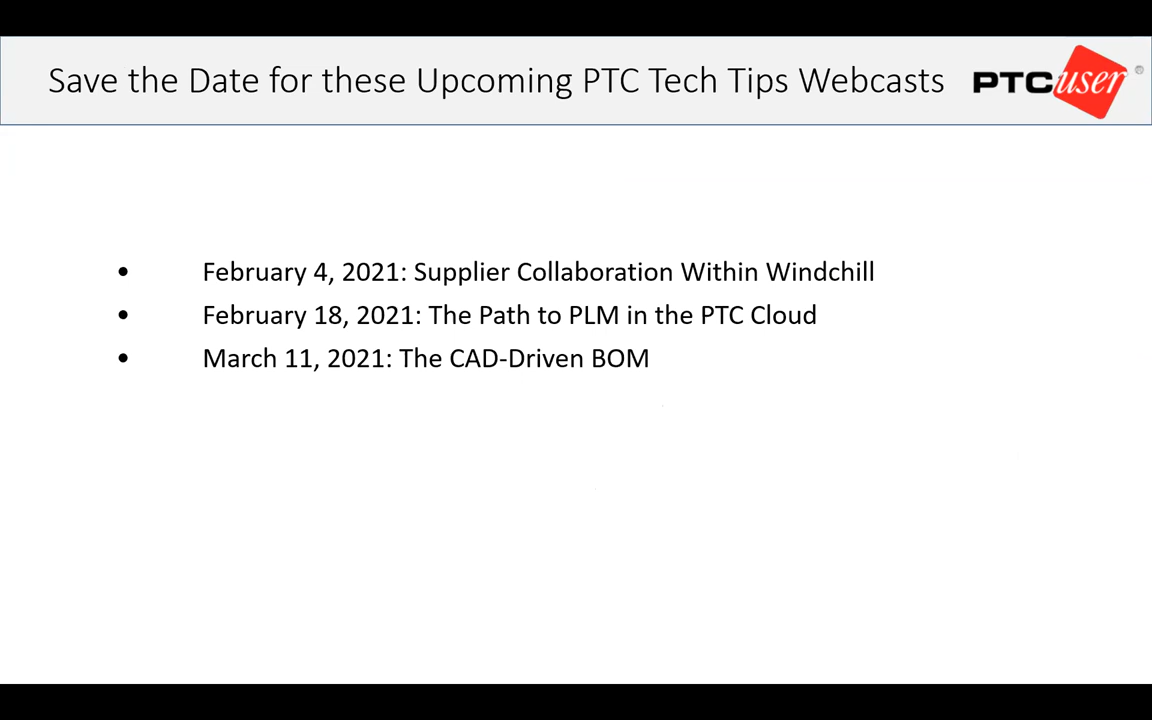 Save the Date for these Upcoming PTC Tech Tips Webcasts
PTCuser®
• February 4, 2021: Supplier Collaboration Within Windchill
• February 18, 2021: The Path to PLM in the PTC Cloud
• March 11, 2021: The CAD-Driven BOM